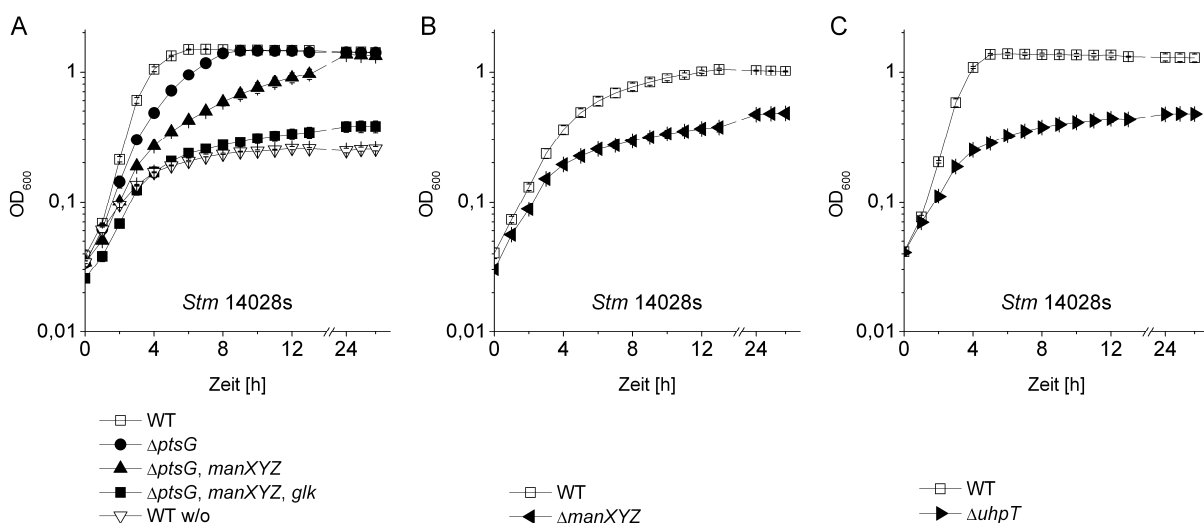 A
B
C
1
0,1
0,01
OD600
Stm 14028s
0 4 8 12 24
Zeit [h]
1
0,1
0,01
OD600
Stm 14028s
0 4 8 12 24
Zeit [h]
1
0,1
0,01
OD600
Stm 14028s
0 4 8 12 24
Zeit [h]
WT
ΔptsG
ΔptsG, manXYZ
ΔptsG, manXYZ, glk
WT w/o
WT
ΔmanXYZ
WT
ΔuhpT